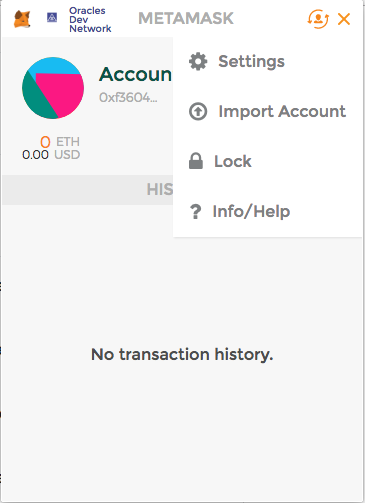 Oracles
Dev
Network
METAMASK
Settings
Import Account
Lock
Info/Help
Accoun
0xf3604...
0 ETH
0.00 USD
HIS
No transaction history.